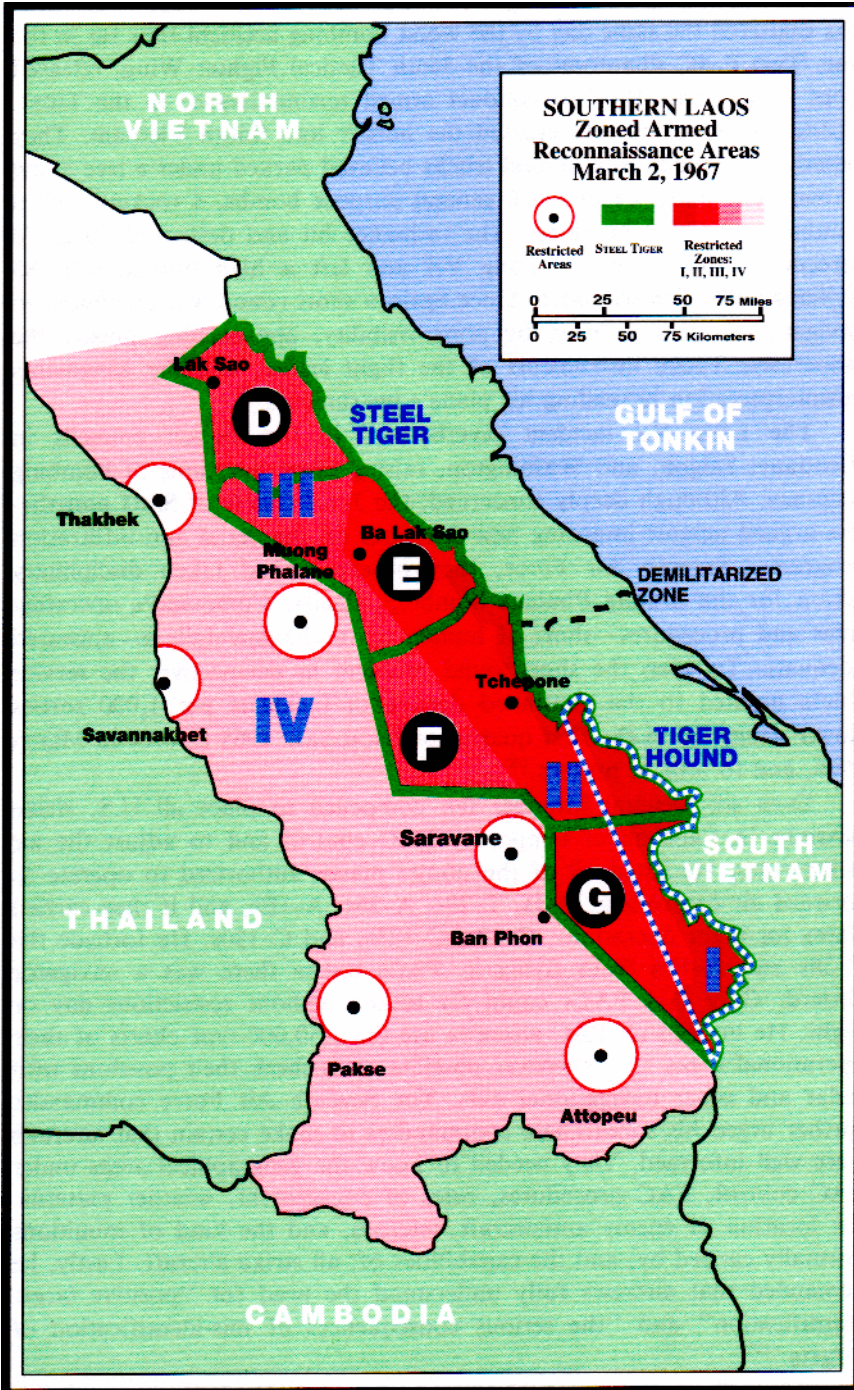 NORTH
VIETNAM
SOUTHERN LAOS
Zoned Armed
Reconnaissance Areas
March 2, 1967
Restricted
Areas
STEEL TIGER
Restricted
Zones:
I, II, III, IV
0 25 50 75 Miles
0 25 50 75 Kilometers
GULF OF
TONKIN
Lak Sao
D
STEEL
TIGER
III
Thakhek
Ba Lak Sao
Muong
Phalane
E
DEMILITARIZED
ZONE
Tchepone
Savannakhet
IV
F
TIGER
HOUND
II
Saravane
SOUTH
VIETNAM
G
THAILAND
Ban Phon
I
Pakse
Attopeu
CAMBODIA